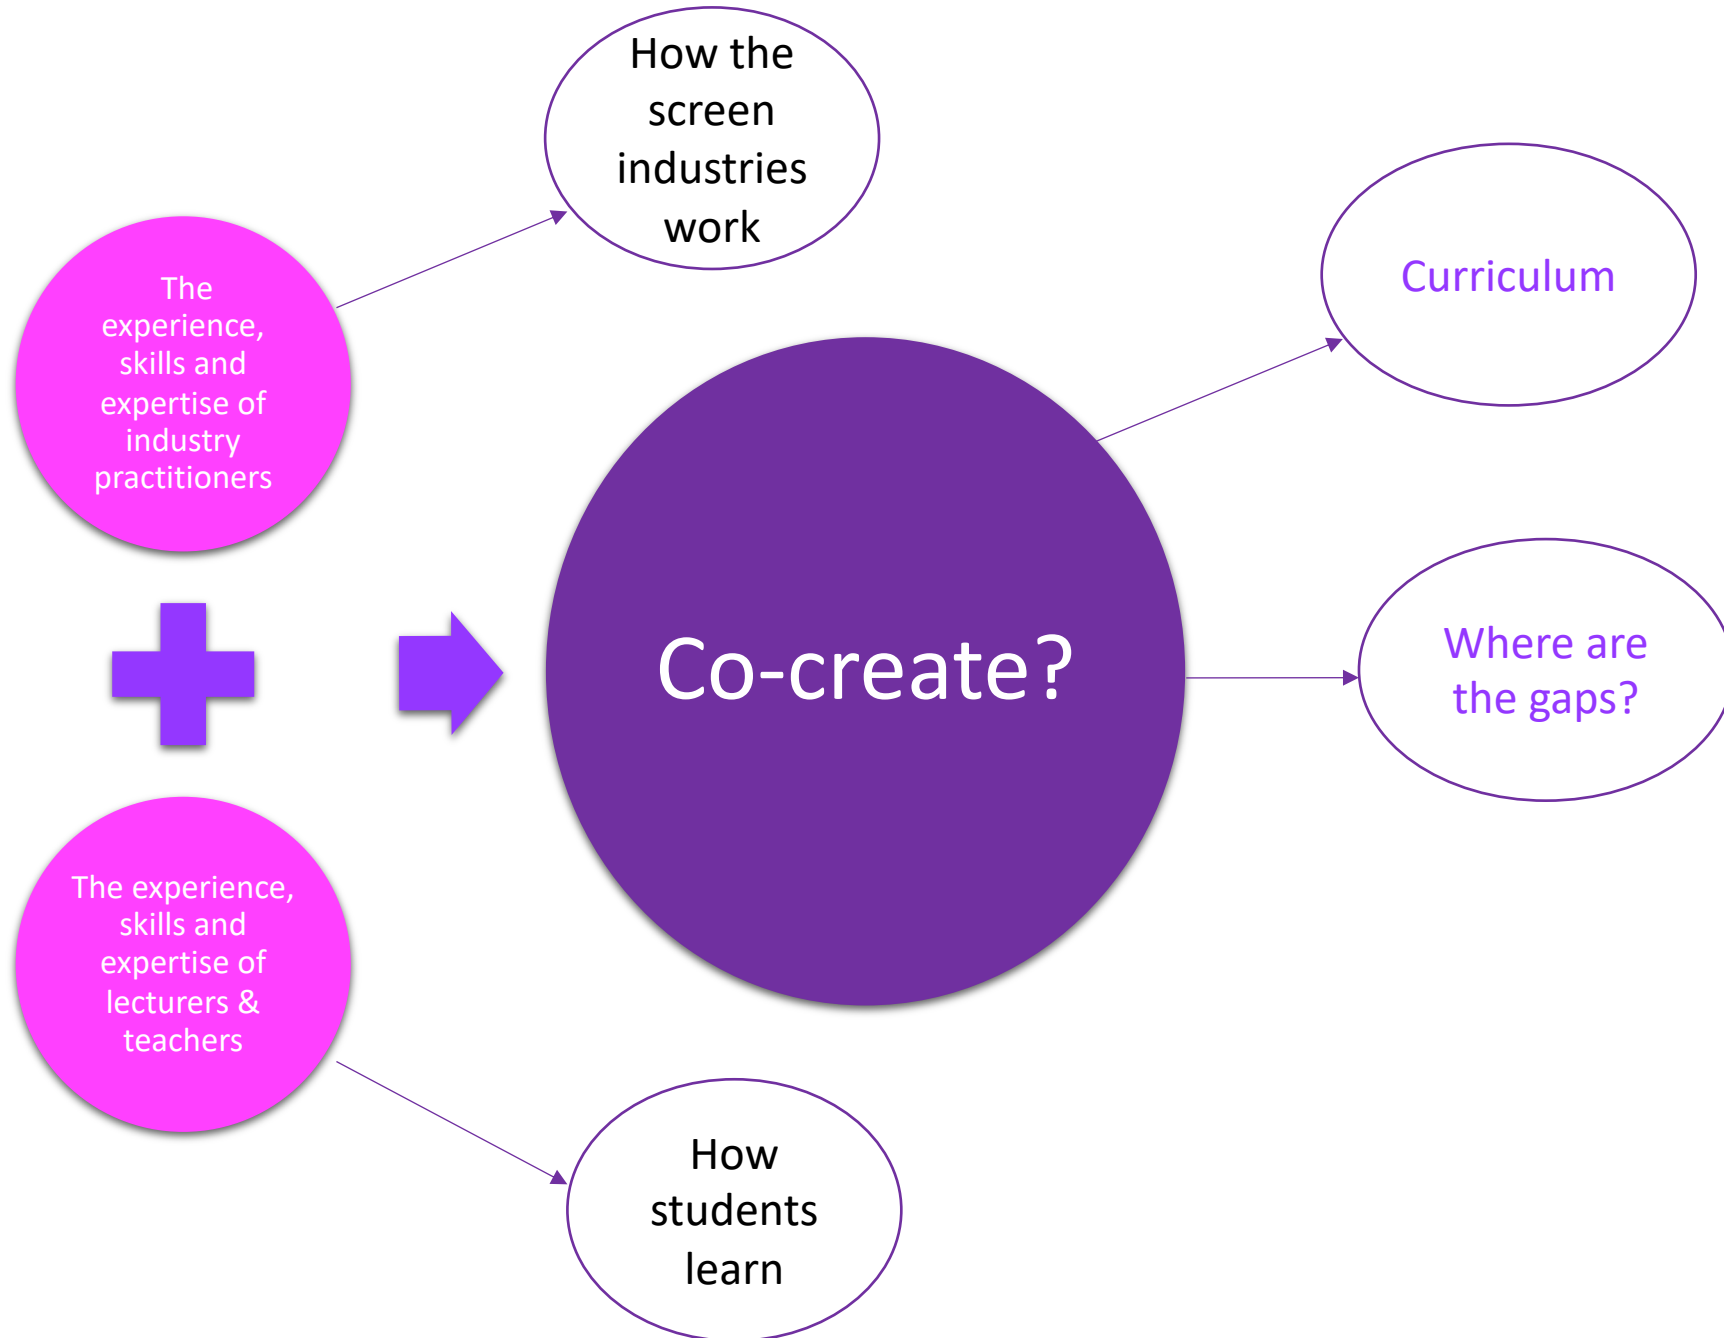 How the
screen
industries
work
The
experience,
skills and
expertise of
industry
practitioners
Curriculum
Co-create?
Where are
the gaps?
The experience,
skills and
expertise of
lecturers &
teachers
How
students
learn